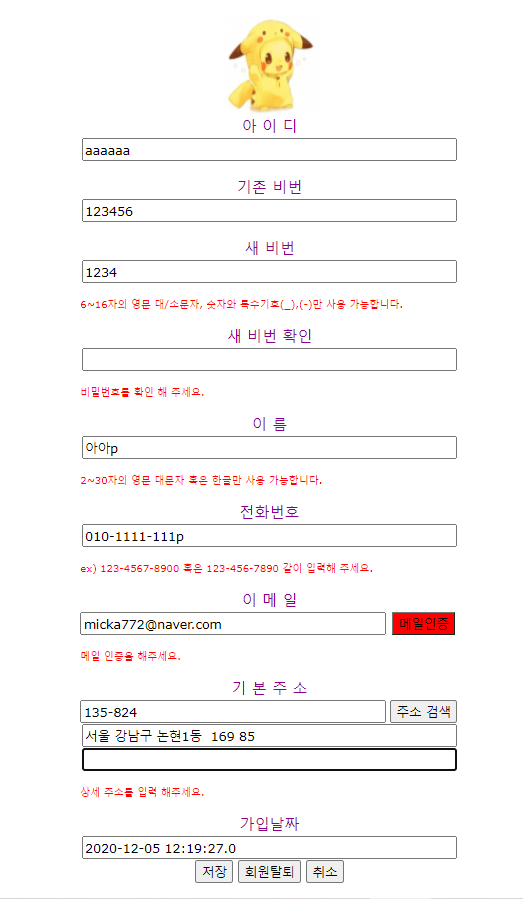 아 이 디
aaaaaa
기존 비번
123456
새 비번
1234
6~16자의 영문 대/소문자, 숫자와 특수기호(_),(-)만 사용 가능합니다.
새 비번 확인
비밀번호를 확인 해 주세요.
이 름
아아p
2~30자의 영문 대문자 혹은 한글만 사용 가능합니다.
전화번호
010-1111-111p
ex) 123-4567-8900 혹은 123-456-7890 같이 입력해 주세요.
이 메 일
micka772@naver.com 메일인증
메일 인증을 해주세요.
기 본 주 소
135-824 주소 검색
서울 강남구 논현1동  169 85
상세 주소를 입력 해주세요.
가입날짜
2020-12-05 12:19:27.0
저장 회원탈퇴 취소